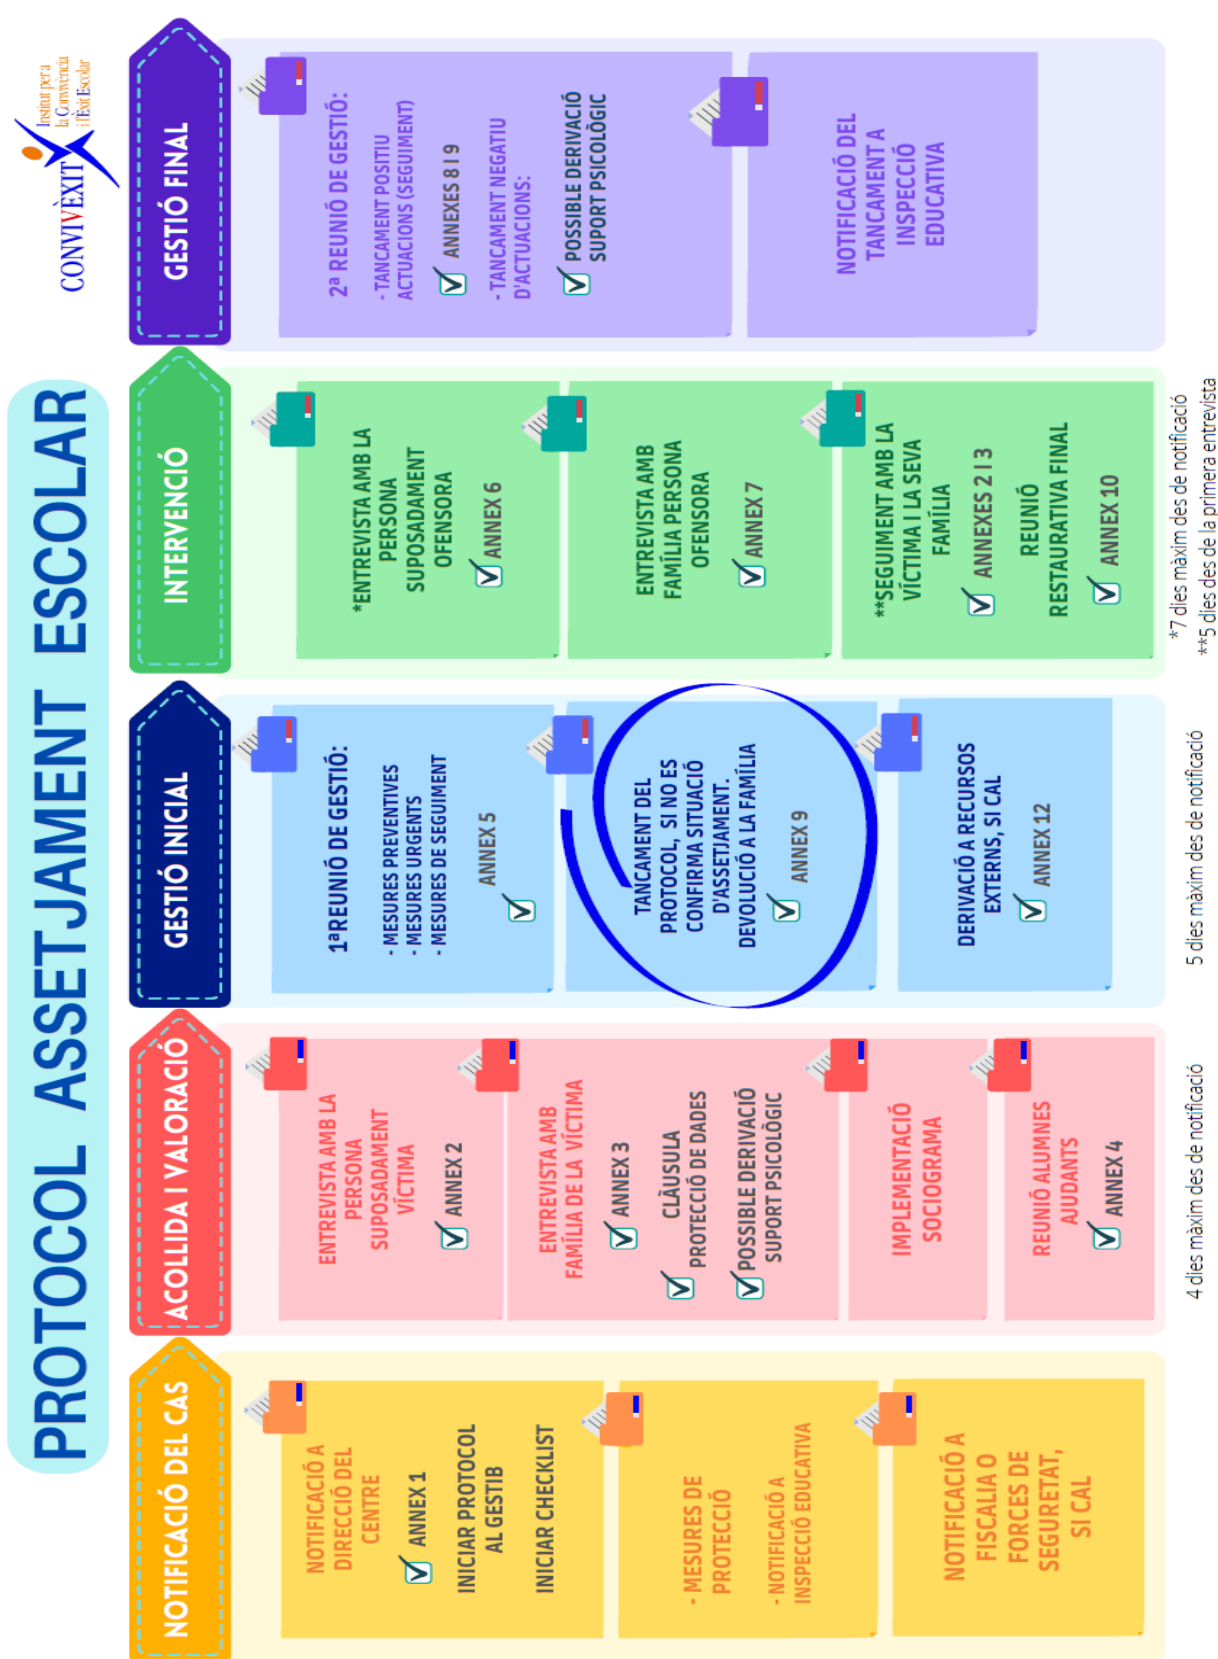 PROTOCOL ASSETJAMENT ESCOLAR
CONVIVÈXIT
Institut per a
la Convivència
i l'Èxit Escolar
NOTIFICACIÓ DEL CAS
NOTIFICACIÓ A
DIRECCIÓ DEL
CENTRE
ANNEX 1
INICIAR PROTOCOL
AL GESTIB
INICIAR CHECKLIST
- MESURES DE
PROTECCIÓ
- NOTIFICACIÓ A
INSPECCIÓ EDUCATIVA
NOTIFICACIÓ A
FISCALIA O
FORCES DE
SEGURETAT,
SI CAL
ACOLLIDA I VALORACIÓ
ENTREVISTA AMB LA
PERSONA
SUPOSADAMENT
VÍCTIMA
ANNEX 2
ENTREVISTA AMB
FAMÍLIA DE LA VÍCTIMA
ANNEX 3
CLÀUSULA
PROTECCIÓ DE DADES
POSSIBLE DERIVACIÓ
SUPORT PSICOLÒGIC
IMPLEMENTACIÓ
SOCIOGRAMA
REUNIÓ ALUMNES
AJUDANTS
ANNEX 4
4 dies màxim des de notificació
GESTIÓ INICIAL
1ªREUNIÓ DE GESTIÓ:
- MESURES PREVENTIVES
- MESURES URGENTS
- MESURES DE SEGUIMENT
ANNEX 5
TANCAMENT DEL
PROTOCOL, SI NO ES
CONFIRMA SITUACIÓ
D'ASSETJAMENT.
DEVOLUCIÓ A LA FAMÍLIA
ANNEX 9
DERIVACIÓ A RECURSOS
EXTERNS, SI CAL
ANNEX 12
5 dies màxim des de notificació
INTERVENCIÓ
*ENTREVISTA AMB LA
PERSONA
SUPOSADAMENT
OFENSORA
ANNEX 6
ENTREVISTA AMB
FAMÍLIA PERSONA
OFENSORA
ANNEX 7
**SEGUIMENT AMB LA
VÍCTIMA I LA SEVA
FAMÍLIA
ANNEXES 2 I 3
REUNIÓ
RESTAURATIVA FINAL
ANNEX 10
*7 dies màxim des de notificació
**5 dies des de la primera entrevista
GESTIÓ FINAL
2ª REUNIÓ DE GESTIÓ:
- TANCAMENT POSITIU
ACTUACIONS (SEGUIMENT)
ANNEXES 8 I 9
- TANCAMENT NEGATIU
D'ACTUACIONS:
POSSIBLE DERIVACIÓ
SUPORT PSICOLÒGIC
NOTIFICACIÓ DEL
TANCAMENT A
INSPECCIÓ
EDUCATIVA